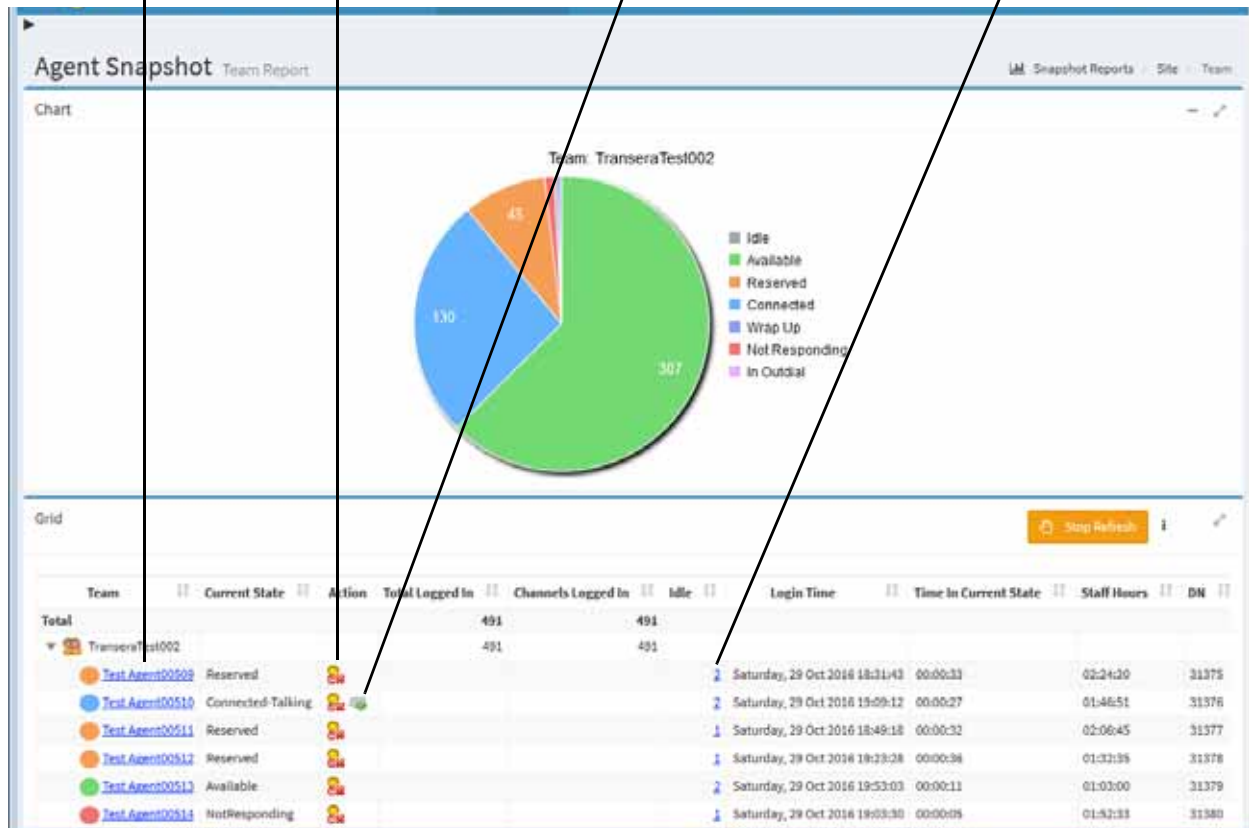 Agent Snapshot Team Report
Snapshot Reports Site Team
Chart
Team: TranseraTest002
45
130
307
Idle
Available
Reserved
Connected
Wrap Up
Not Responding
In Outdial
Grid
Stop Refresh i
Team Current State Action Total Logged In Channels Logged In Idle Login Time Time In Current State Staff Hours DN
Total 491 491
TranseraTest002 491 491
Test Agent00509 Reserved 2 Saturday, 29 Oct 2016 18:31:43 00:00:33 02:24:20 31375
Test Agent00510 Connected-Talking 2 Saturday, 29 Oct 2016 19:09:12 00:00:27 01:46:51 31376
Test Agent00511 Reserved 1 Saturday, 29 Oct 2016 18:49:18 00:00:32 02:06:45 31377
Test Agent00512 Reserved 1 Saturday, 29 Oct 2016 19:23:28 00:00:36 01:32:35 31378
Test Agent00513 Available 2 Saturday, 29 Oct 2016 19:53:03 00:00:11 01:03:00 31379
Test Agent00514 NotResponding 1 Saturday, 29 Oct 2016 19:03:30 00:00:05 01:52:33 31380